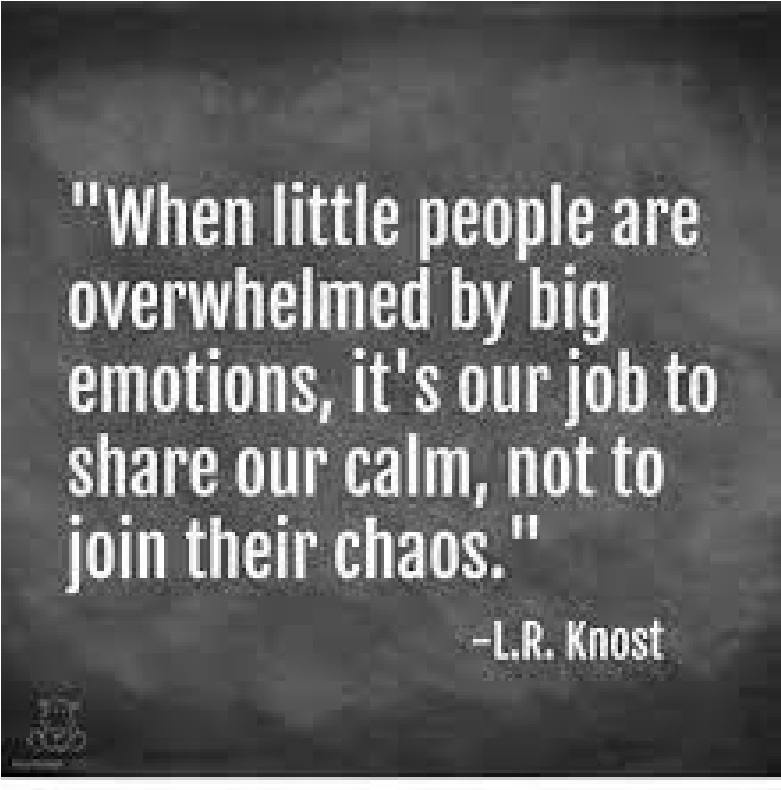 "When little people are
overwhelmed by big
emotions, it's our job to
share our calm, not to
join their chaos."
-L.R. Knost